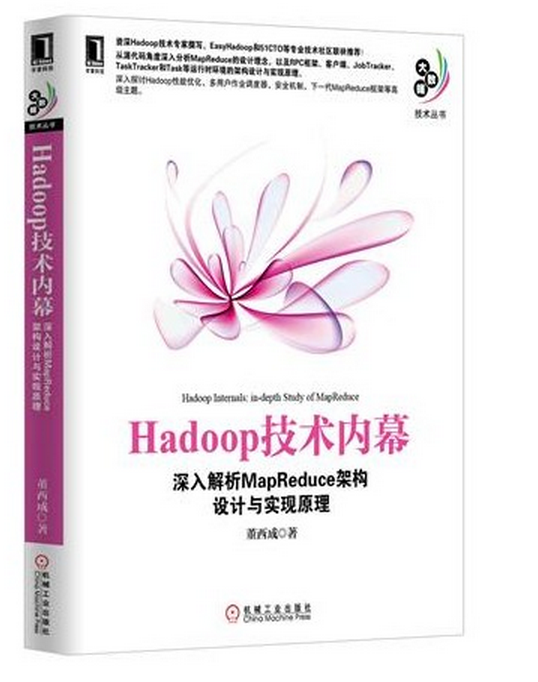 华章科技
大数据
技术丛书
Hadoop技术内幕
深入解析MapReduce
架构设计与实现原理
董西成◎著
机械工业出版社
China Machine Press
资深Hadoop技术专家撰写，EasyHadoop和51CTO等专业技术社区联袂推荐！
从源代码角度深入分析MapReduce的设计理念，以及RPC框架、客户端、JobTracker、
TaskTracker和Task等运行时环境的架构设计与实现原理。
深入探讨Hadoop性能优化、多用户作业调度器、安全机制、下一代MapReduce框架等高
级主题。
大数据
技术丛书
Hadoop Internals: in-depth Study of MapReduce
Hadoop技术内幕
深入解析MapReduce架构
设计与实现原理
董西成◎著
机械工业出版社
China Machine Press